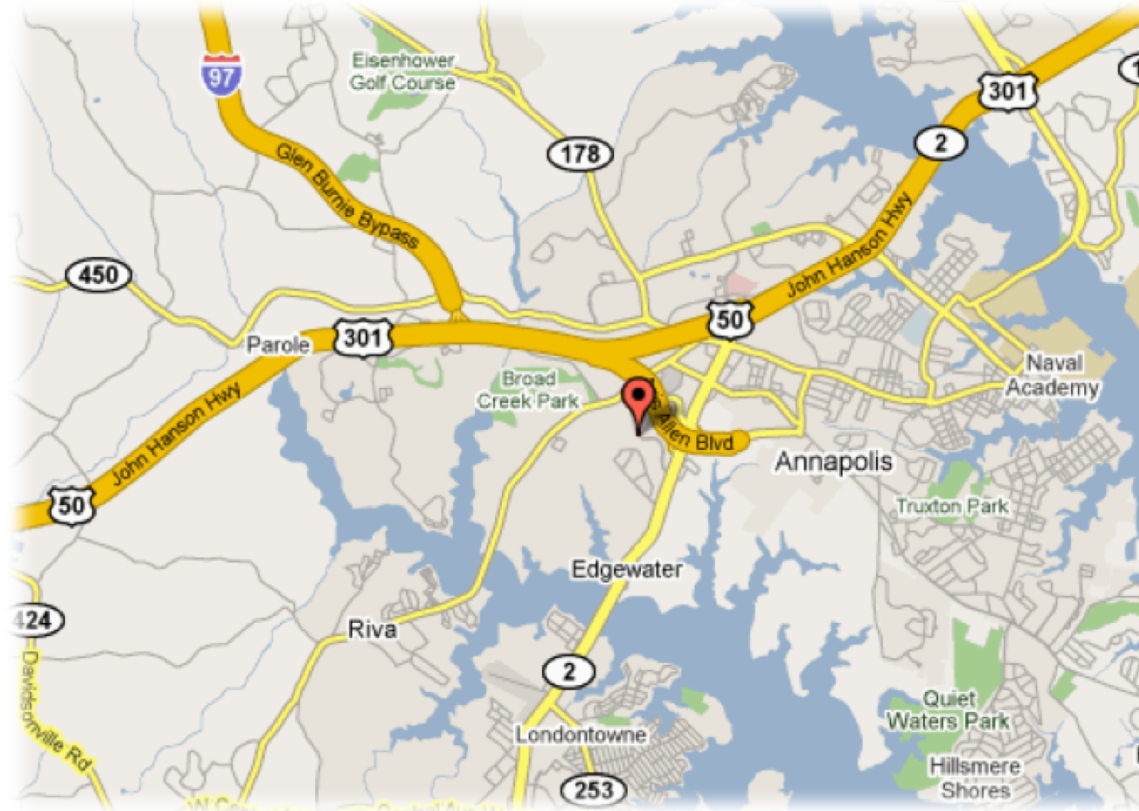 97
Eisenhower
Golf Course
301
2
178
Glen Burnie Bypass
John Hanson Hwy
450
50
301
Parole
Broad
Creek Park
Naval
Academy
John Hanson Hwy
Allen Blvd
Annapolis
50
Truxton Park
Edgewater
424
Riva
2
Davidsonville Rd
Quiet
Waters Park
Londontowne
Hillsmere
Shores
253